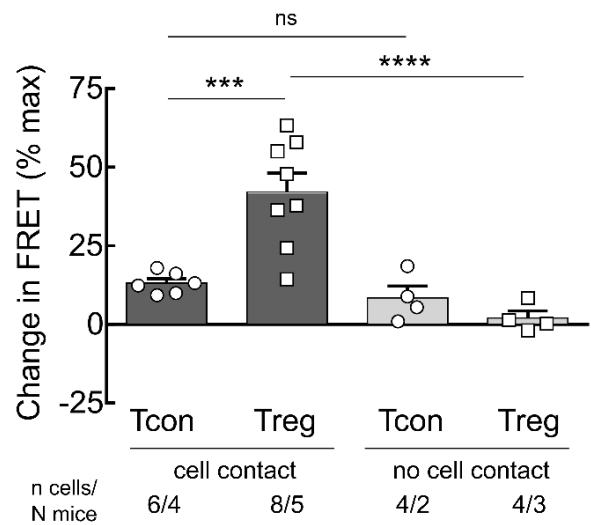 ns
***
****
Change in FRET (% max)
75
50
25
0
-25
Tcon Treg Tcon Treg
cell contact no cell contact
n cells/
N mice
6/4 8/5 4/2 4/3